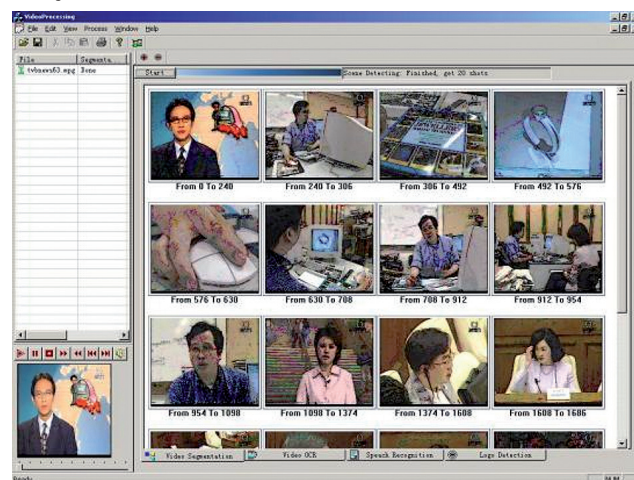 VideoProcessing
File Edit View Process Window Help
File Segmenta...
tvbnews63.mpg Done
Start Scene Detecting: Finished, get 20 shots
From 0 To 240 From 240 To 306 From 306 To 492 From 492 To 576
From 576 To 630 From 630 To 708 From 708 To 912 From 912 To 954
From 954 To 1098 From 1098 To 1374 From 1374 To 1608 From 1608 To 1686
Video Segmentation Video OCR Speech Recognition Logo Detection
Ready NUM